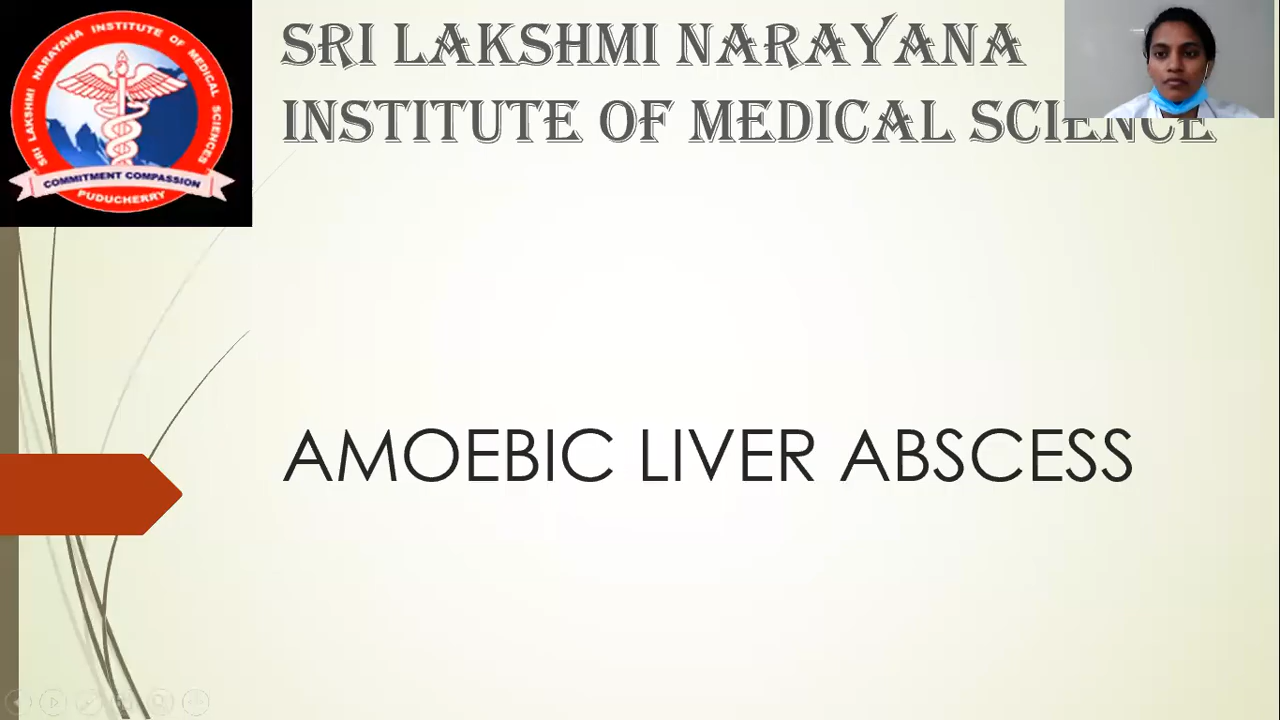 SRI LAKSHMI NARAYANA
INSTITUTE OF MEDICAL SCIENCE
SRI LAKSHMI NARAYANA INSTITUTE OF MEDICAL SCIENCES
COMMITMENT COMPASSION
PUDUCHERRY
AMOEBIC LIVER ABSCESS